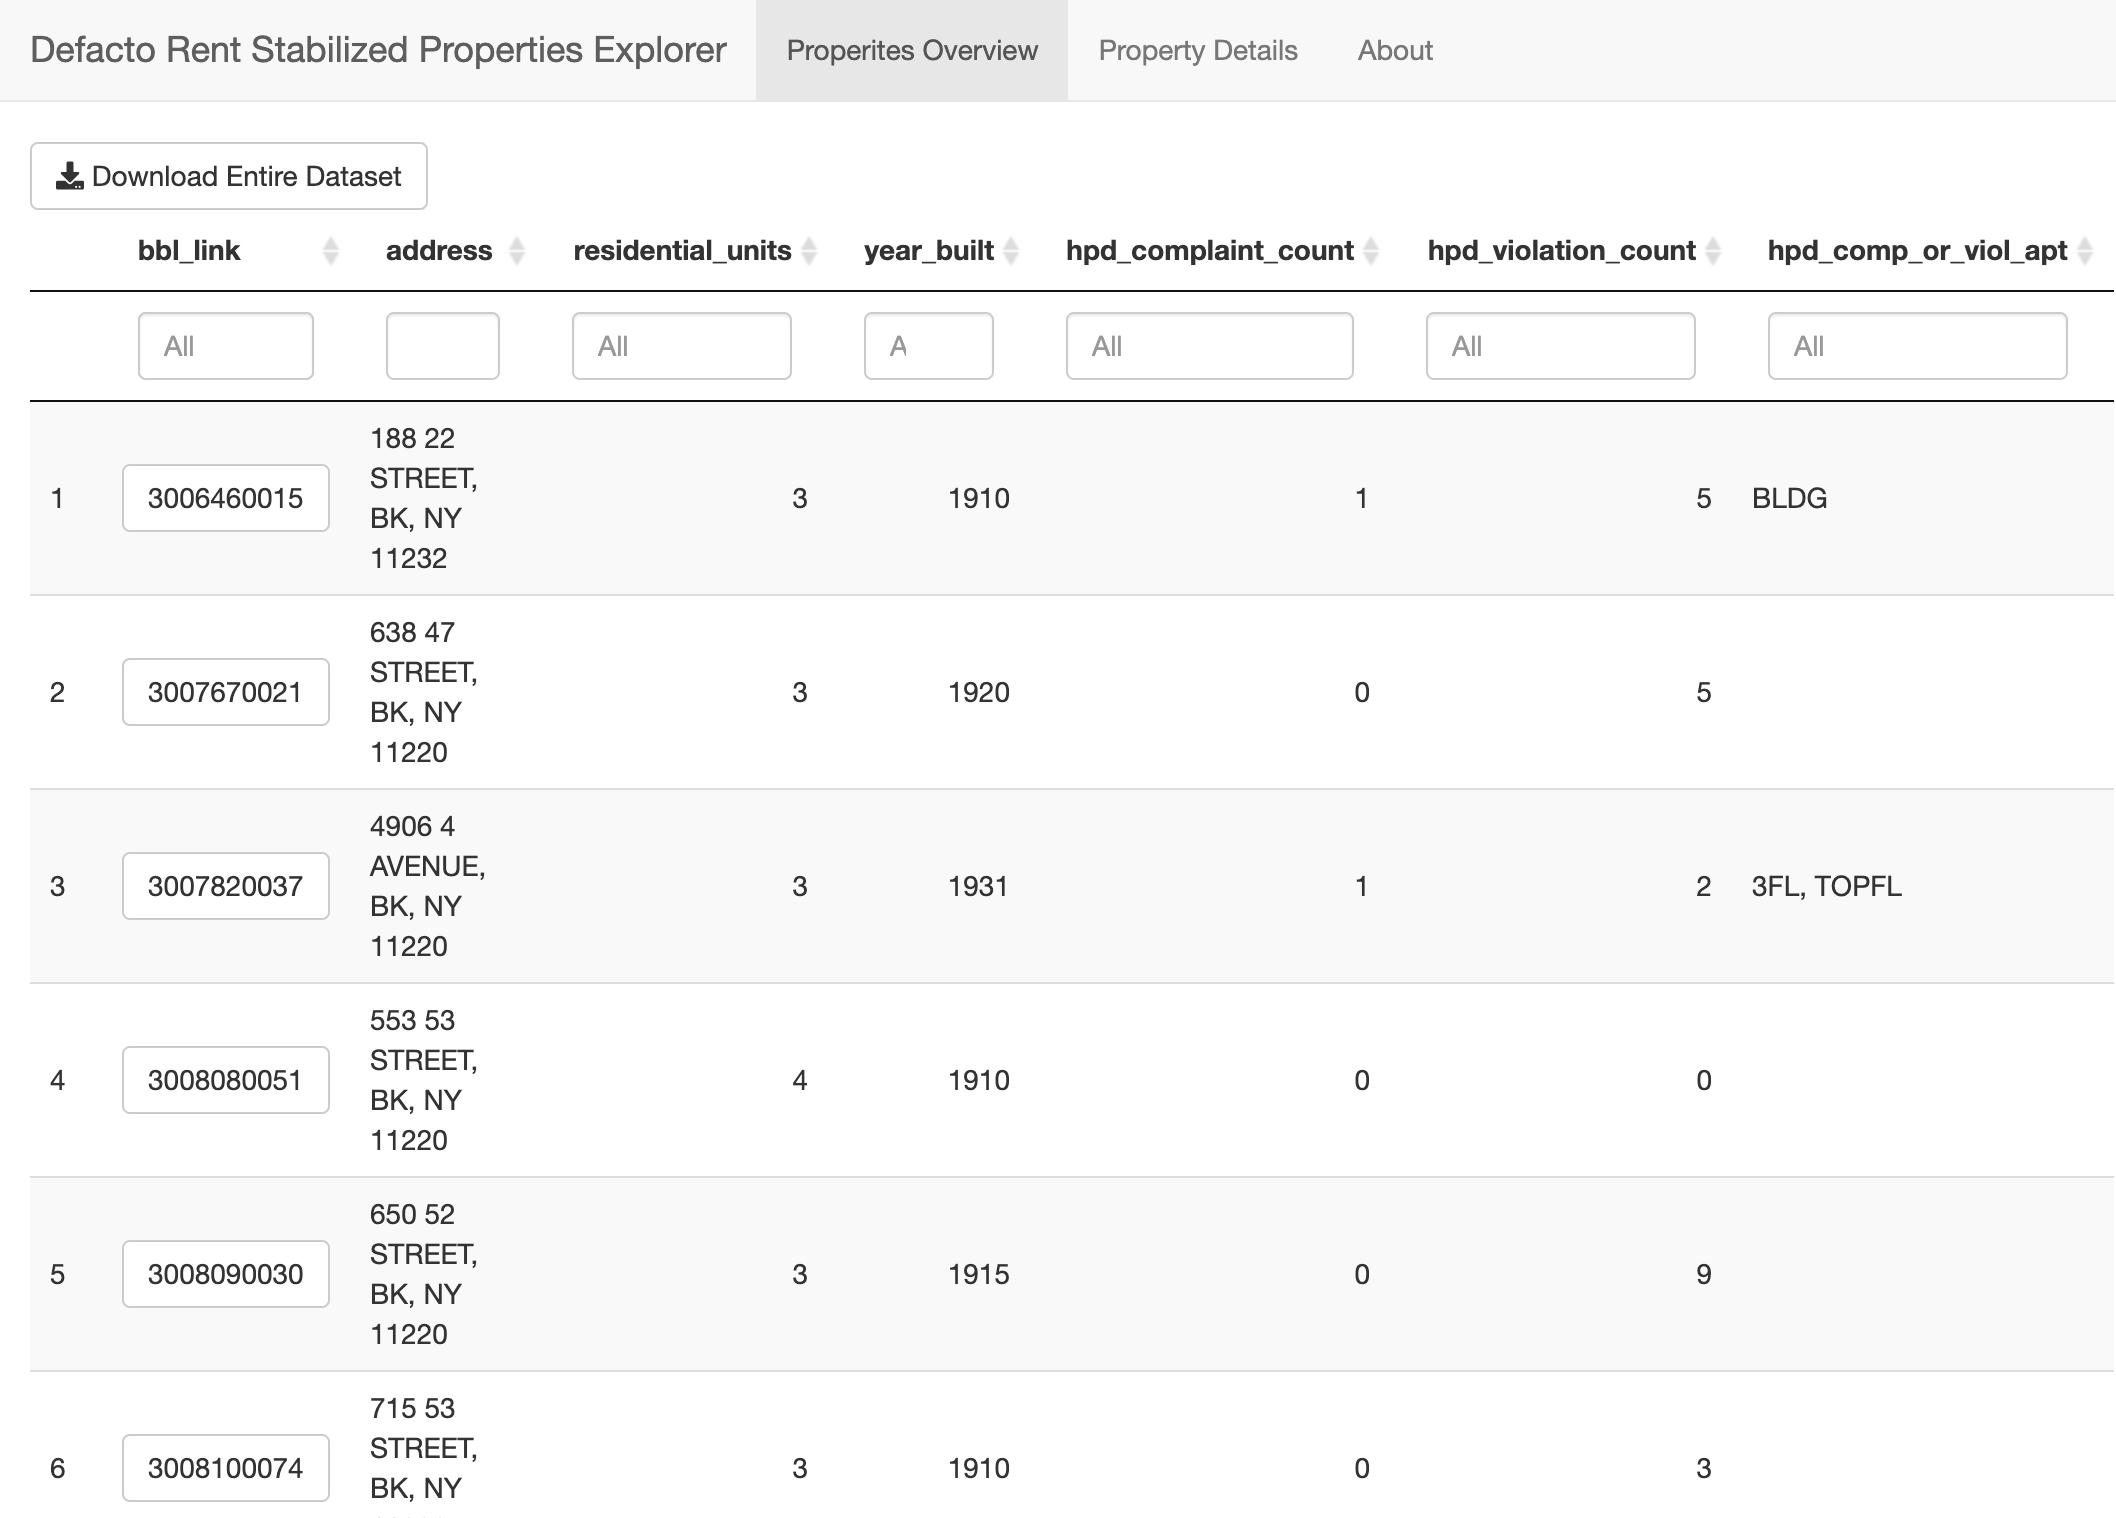 Defacto Rent Stabilized Properties Explorer Properites Overview Property Details About
Download Entire Dataset
bbl_link address residential_units year_built hpd_complaint_count hpd_violation_count hpd_comp_or_viol_apt
All All A All All All
188 22
STREET,
1 3006460015 BK, NY 3 1910 1 5 BLDG
11232
638 47
STREET,
2 3007670021 BK, NY 3 1920 0 5
11220
4906 4
AVENUE,
3 3007820037 BK, NY 3 1931 1 2 3FL, TOPFL
11220
553 53
STREET,
4 3008080051 BK, NY 4 1910 0 0
11220
650 52
STREET,
5 3008090030 BK, NY 3 1915 0 9
11220
715 53
STREET,
6 3008100074 BK, NY 3 1910 0 3